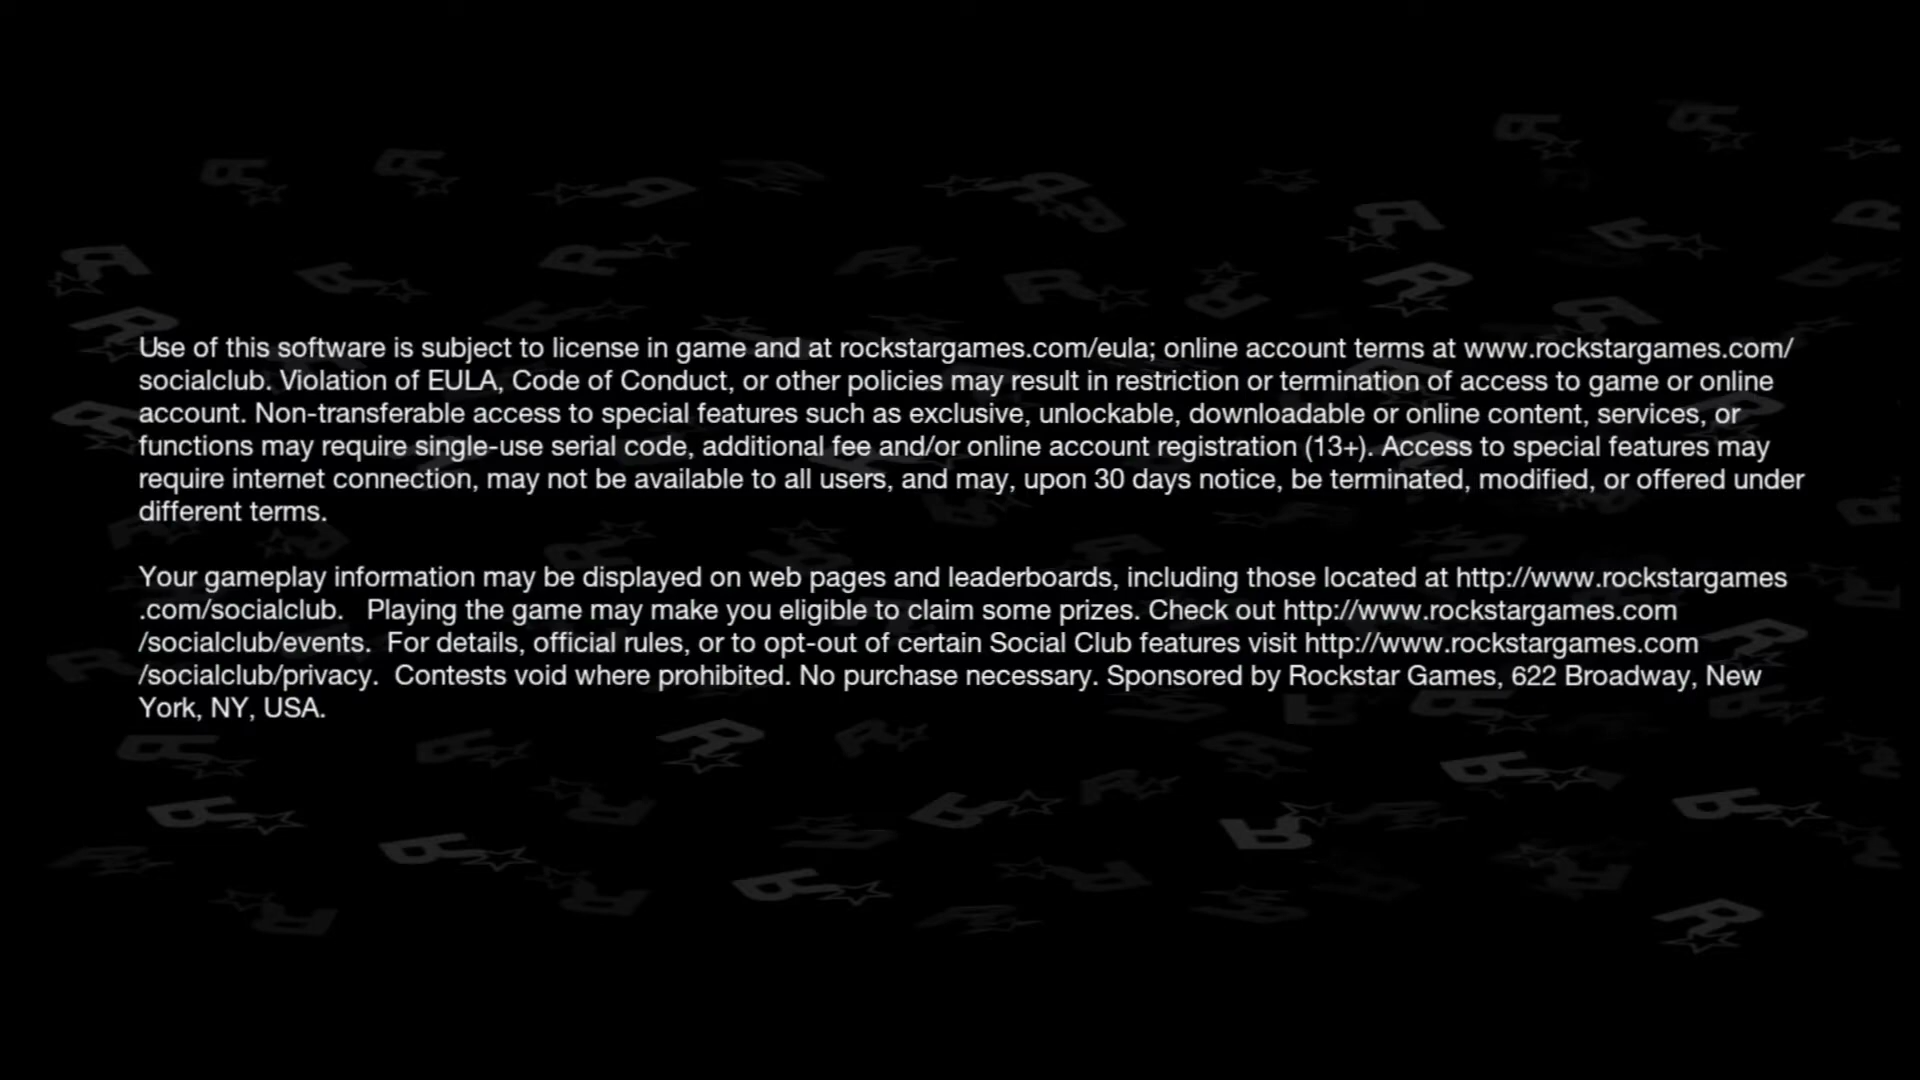 Use of this software is subject to license in game and at rockstargames.com/eula; online account terms at www.rockstargames.com/
socialclub. Violation of EULA, Code of Conduct, or other policies may result in restriction or termination of access to game or online
account. Non-transferable access to special features such as exclusive, unlockable, downloadable or online content, services, or
functions may require single-use serial code, additional fee and/or online account registration (13+). Access to special features may
require internet connection, may not be available to all users, and may, upon 30 days notice, be terminated, modified, or offered under
different terms.
Your gameplay information may be displayed on web pages and leaderboards, including those located at http://www.rockstargames
.com/socialclub.   Playing the game may make you eligible to claim some prizes. Check out http://www.rockstargames.com
/socialclub/events.  For details, official rules, or to opt-out of certain Social Club features visit http://www.rockstargames.com
/socialclub/privacy.  Contests void where prohibited. No purchase necessary. Sponsored by Rockstar Games, 622 Broadway, New
York, NY, USA.